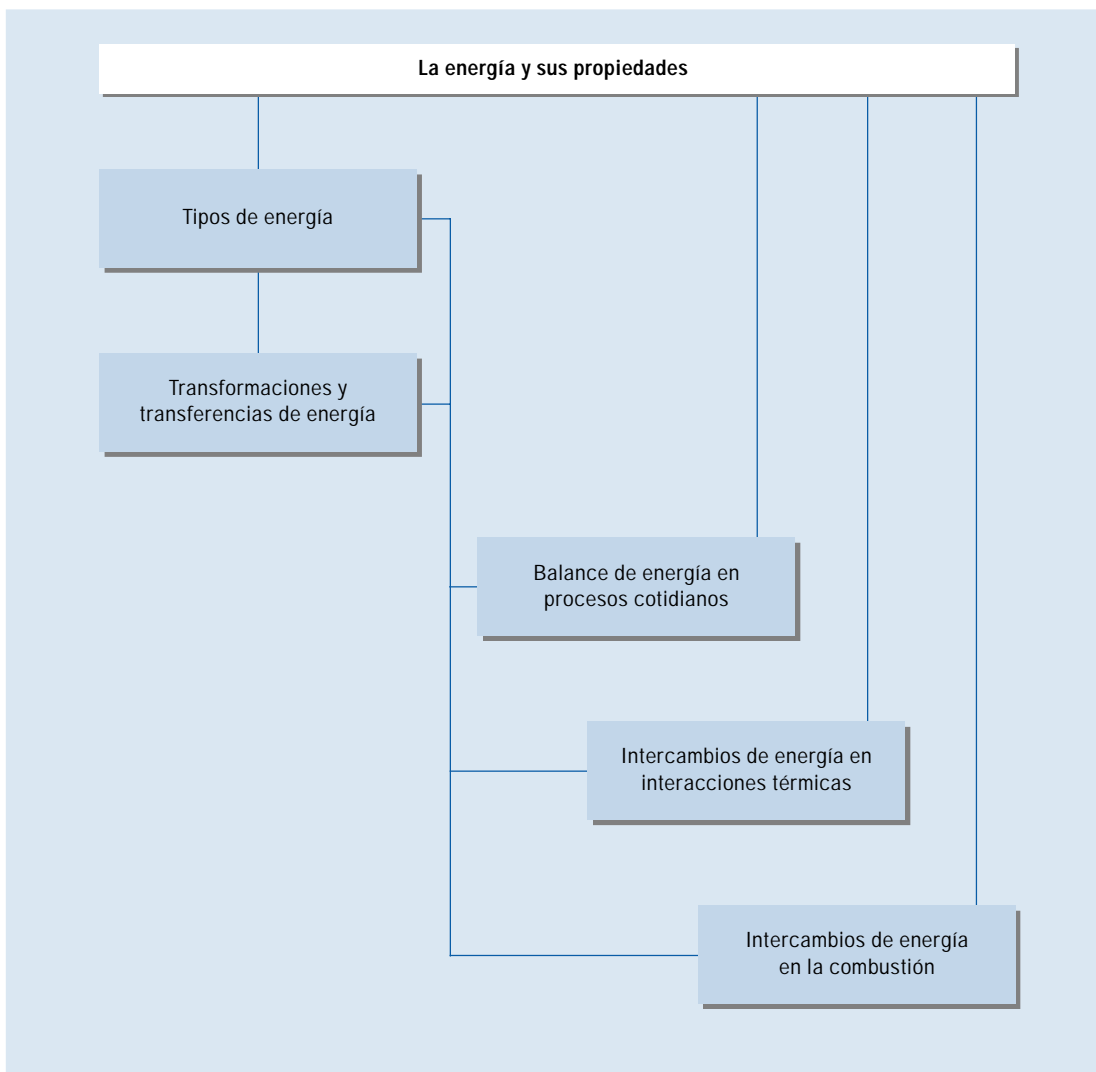 La energía y sus propiedades
Tipos de energía
Transformaciones y
transferencias de energía
Balance de energía en
procesos cotidianos
Intercambios de energía en
interacciones térmicas
Intercambios de energía
en la combustión